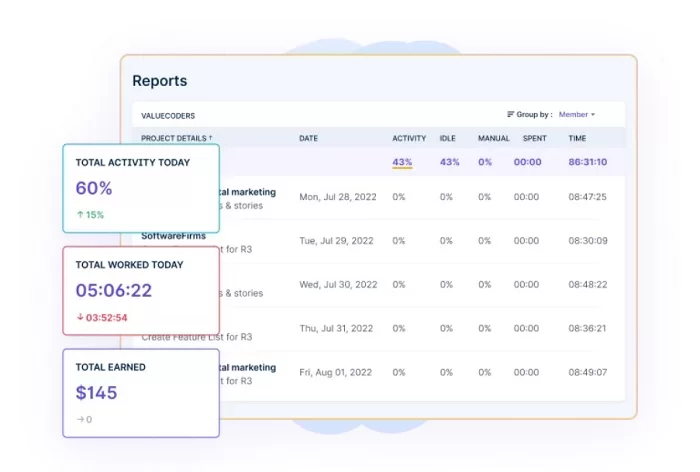 Reports
VALUECODERS
Group by : Member
PROJECT DETAILS ↑ DATE ACTIVITY IDLE MANUAL SPENT TIME
43% 43% 0% 00:00 86:31:10
TOTAL ACTIVITY TODAY
60%
↑ 15%
tal marketing
s & stories
Mon, Jul 28, 2022 0% 0% 0% 00:00 08:47:25
SoftwareFirms
t for R3
Tue, Jul 29, 2022 0% 0% 0% 00:00 08:30:09
TOTAL WORKED TODAY
05:06:22
↓ 03:52:54
s & stories
Wed, Jul 30, 2022 0% 0% 0% 00:00 08:48:22
Create Feature List for R3
Thu, Jul 31, 2022 0% 0% 0% 00:00 08:36:21
TOTAL EARNED
$145
→ 0
tal marketing
t for R3
Fri, Aug 01, 2022 0% 0% 0% 00:00 08:49:07